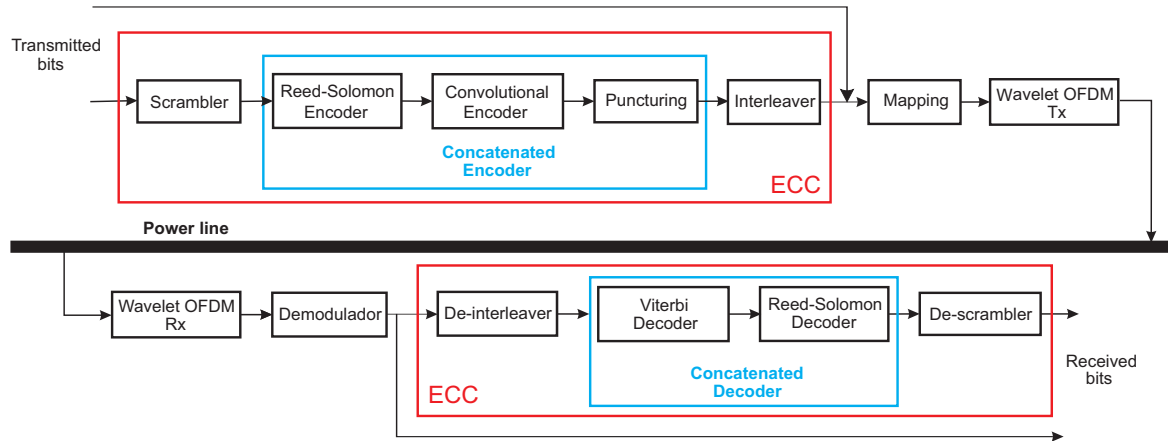 Transmitted
bits
Scrambler
Reed-Solomon
Encoder
Convolutional
Encoder
Puncturing
Interleaver
Mapping
Wavelet OFDM
Tx
Concatenated
Encoder
ECC
Power line
Wavelet OFDM
Rx
Demodulador
De-interleaver
Viterbi
Decoder
Reed-Solomon
Decoder
De-scrambler
Received
bits
Concatenated
Decoder
ECC